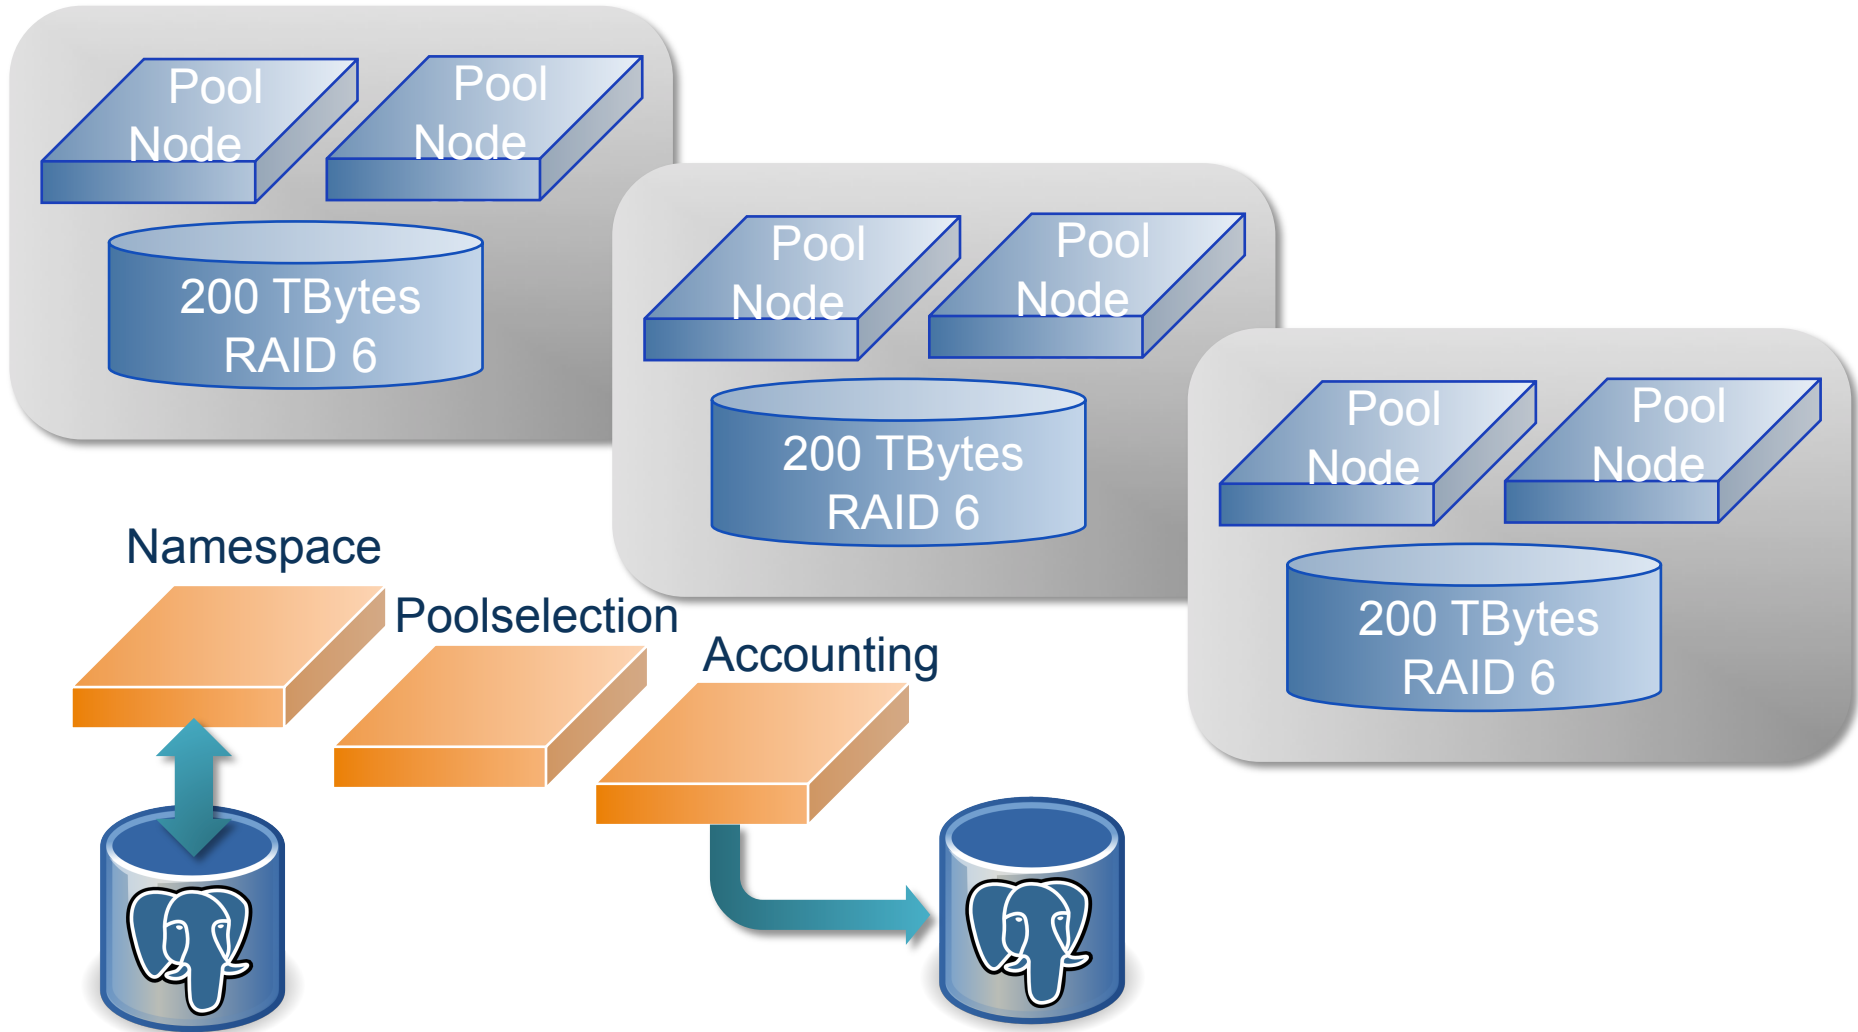 Pool
Node
Pool
Node
200 TBytes
RAID 6
Pool
Node
Pool
Node
200 TBytes
RAID 6
Pool
Node
Pool
Node
200 TBytes
RAID 6
Namespace
Poolselection
Accounting